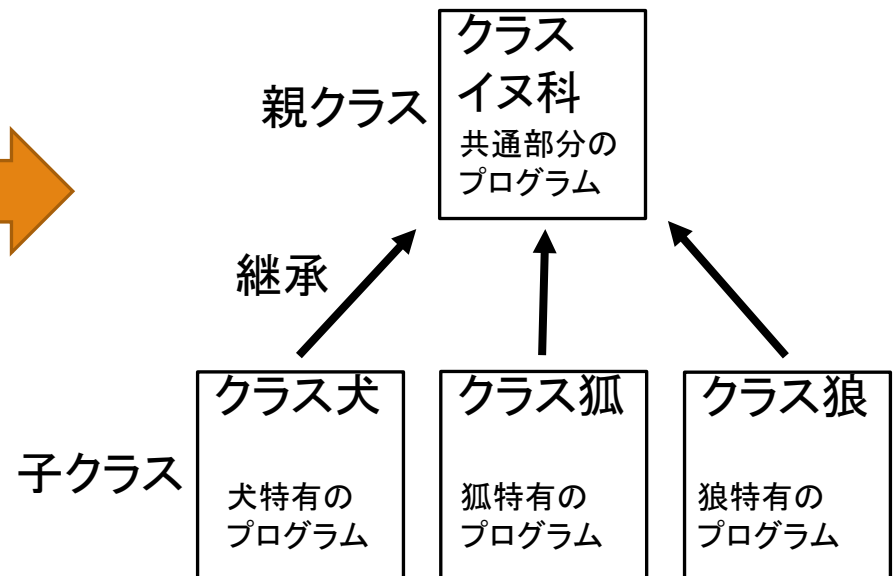 クラス
イヌ科
共通部分の
プログラム
親クラス
継承
クラス犬
犬特有の
プログラム
クラス狐
狐特有の
プログラム
クラス狼
狼特有の
プログラム
子クラス